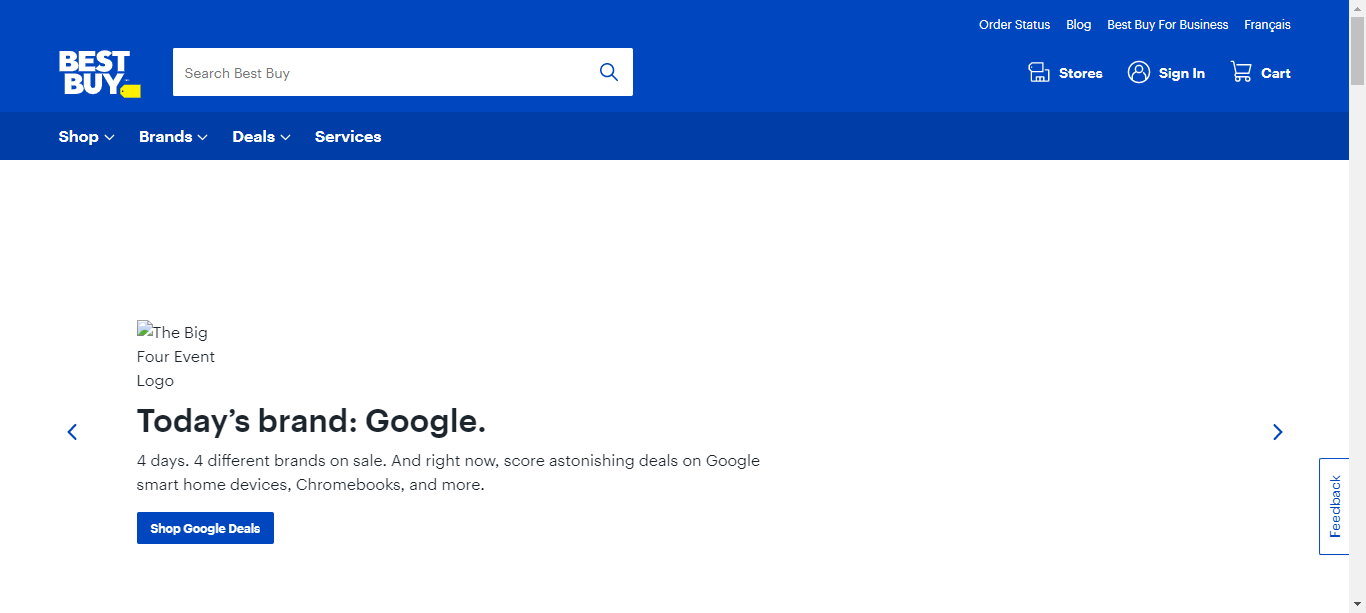 Order Status Blog Best Buy For Business Français
BEST
BUY
Search Best Buy
Stores Sign In Cart
Shop Brands Deals Services
The Big
Four Event
Logo
Today’s brand: Google.
4 days. 4 different brands on sale. And right now, score astonishing deals on Google
smart home devices, Chromebooks, and more.
Shop Google Deals
Feedback